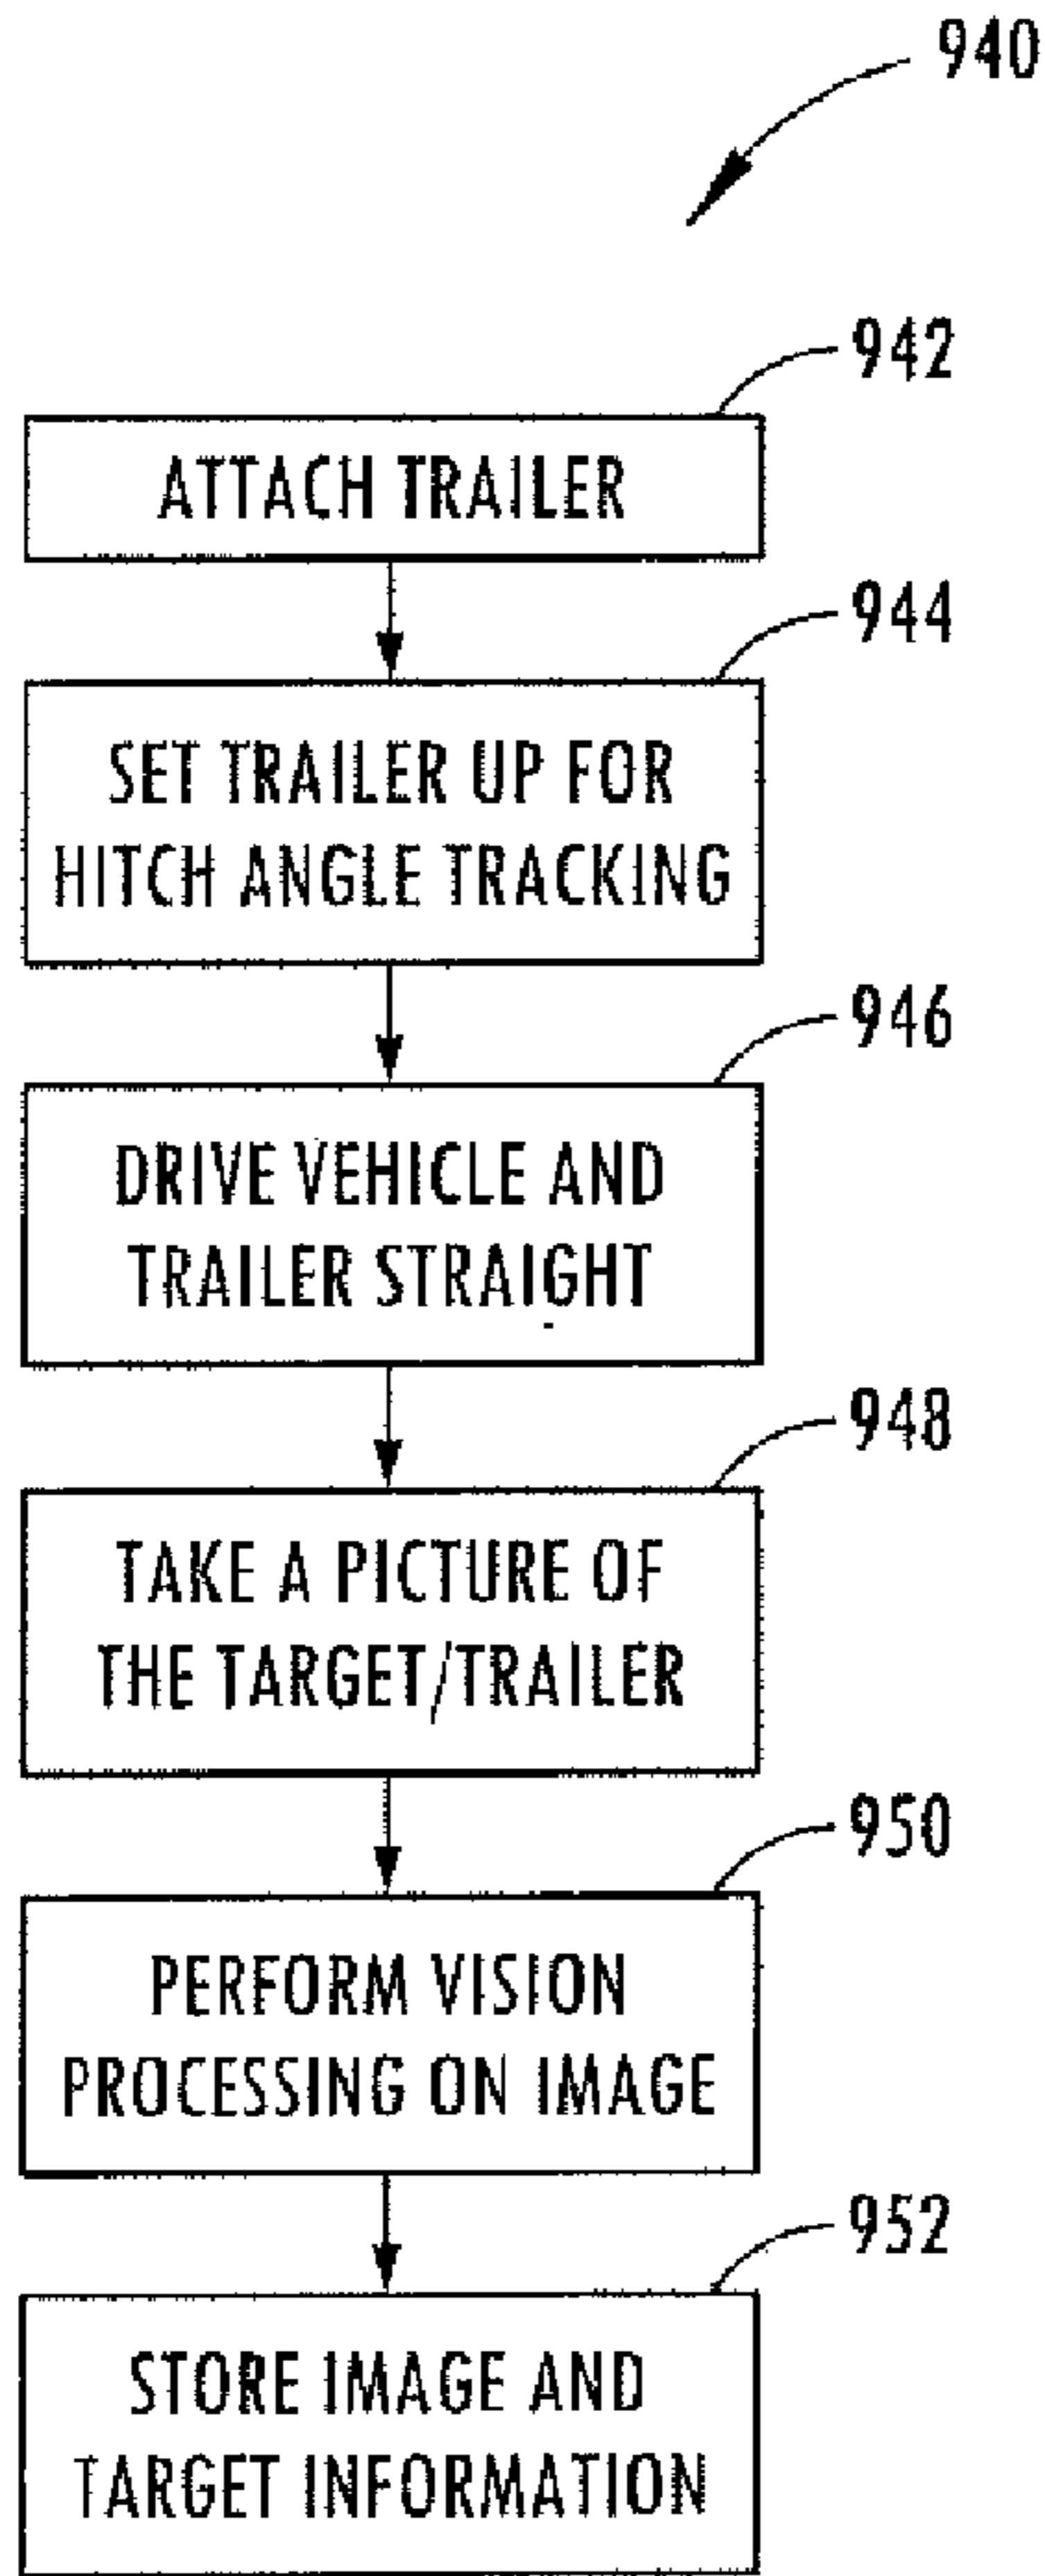 940
942
ATTACH TRAILER
944
SET TRAILER UP FOR
HITCH ANGLE TRACKING
946
DRIVE VEHICLE AND
TRAILER STRAIGHT
948
TAKE A PICTURE OF
THE TARGET/TRAILER
950
PERFORM VISION
PROCESSING ON IMAGE
952
STORE IMAGE AND
TARGET INFORMATION